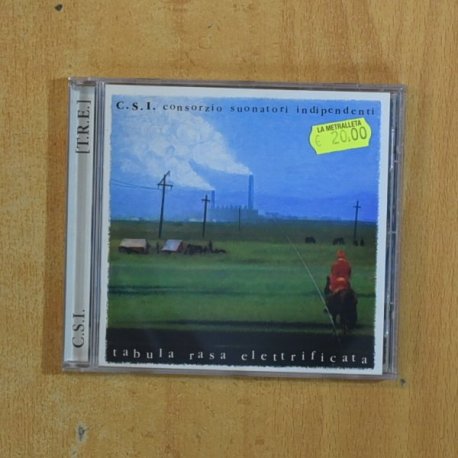 [T.R.E.]
C.S.I.
C.S.I. consorzio suonatori indipendenti
LA METRALLETA
€ 20,00
tabula rasa elettrificata